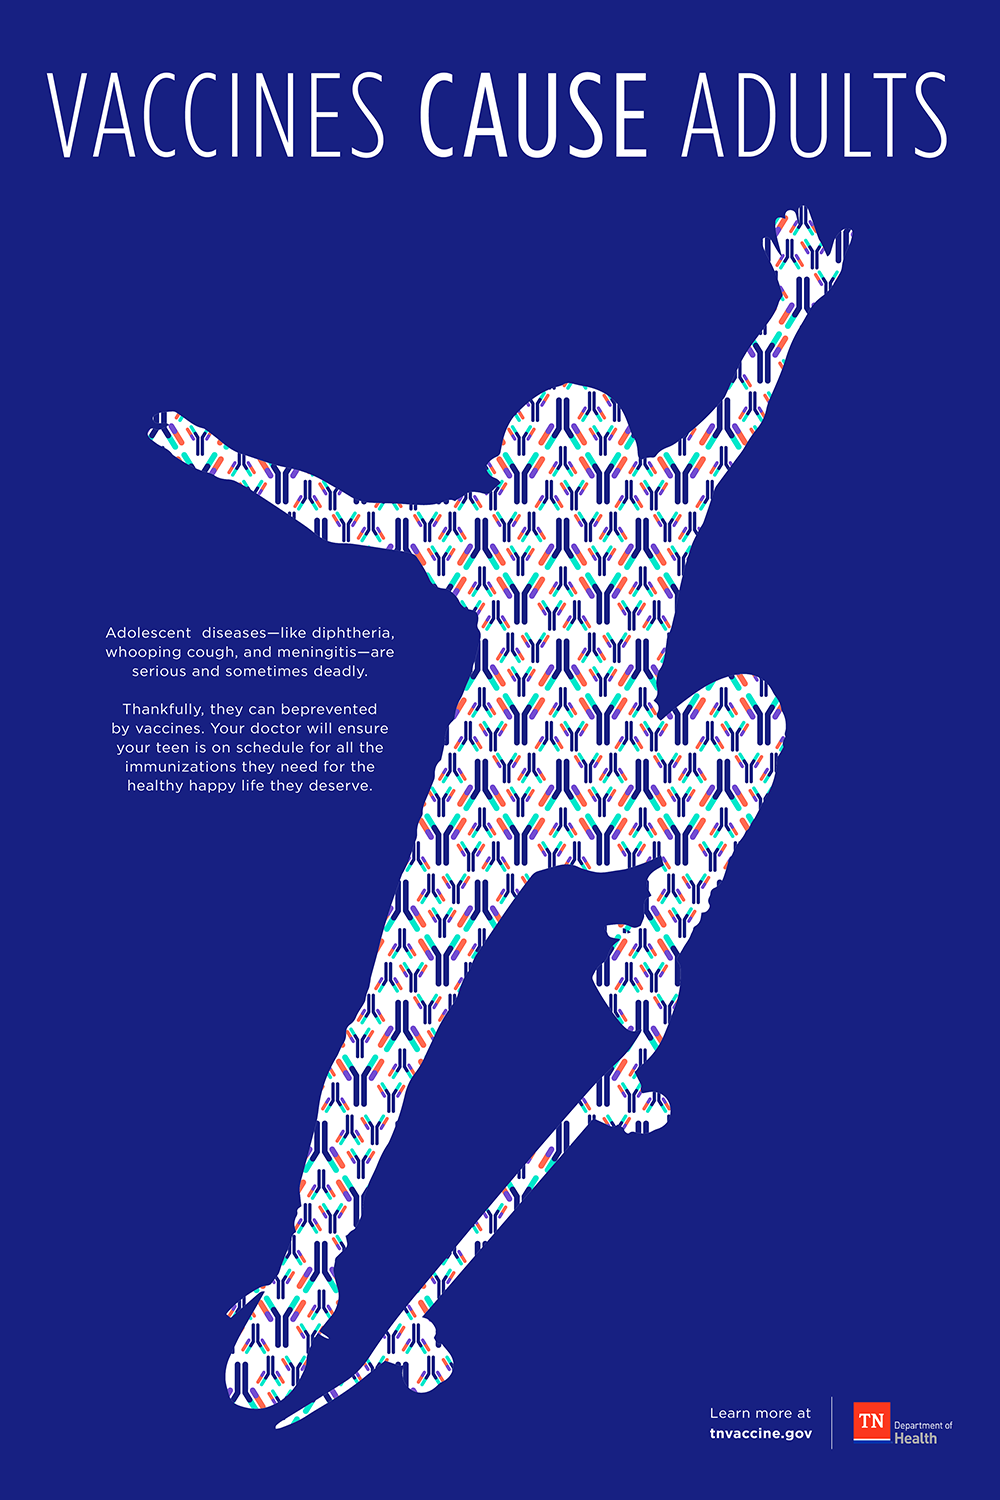 VACCINES CAUSE ADULTS
Adolescent diseases—like diphtheria,
whooping cough, and meningitis—are
serious and sometimes deadly.
Thankfully, they can beprevented
by vaccines. Your doctor will ensure
your teen is on schedule for all the
immunizations they need for the
healthy happy life they deserve.
Learn more at
tnvaccine.gov
TN
Department of
Health